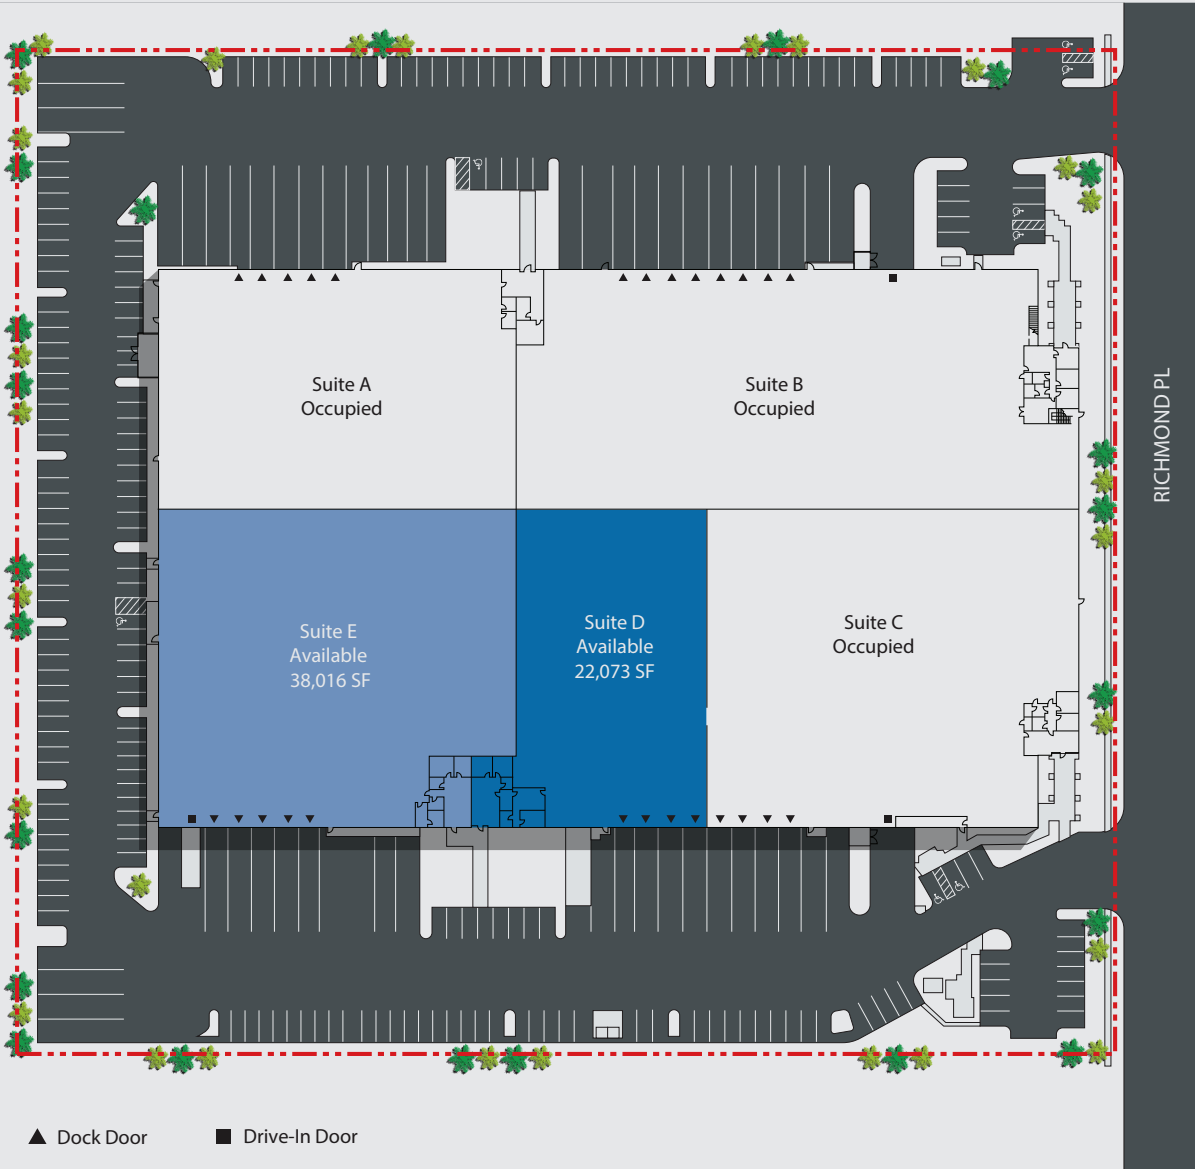 Suite A
Occupied
Suite B
Occupied
RICHMOND PL
Suite E
Available
38,016 SF
Suite D
Available
22,073 SF
Suite C
Occupied
Dock Door
Drive-In Door